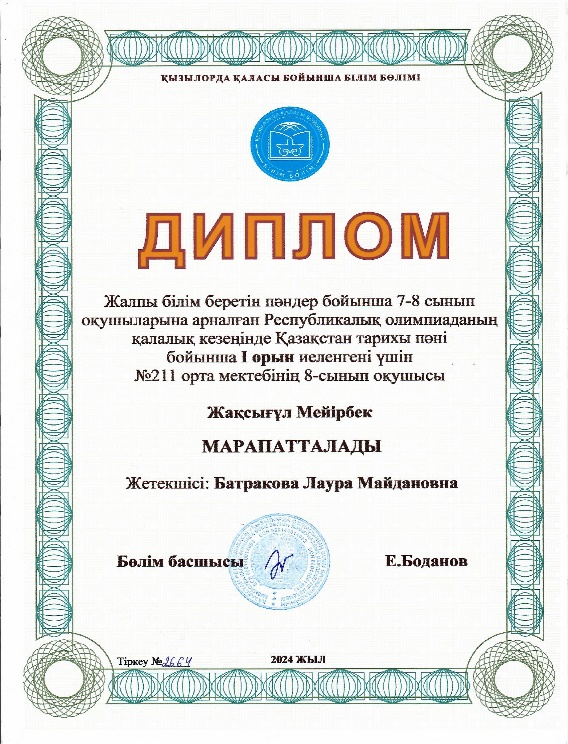 ҚЫЗЫЛОРДА ҚАЛАСЫ БОЙЫНША БІЛІМ БӨЛІМІ
БІЛІМ БӨЛІМІ
ДИПЛОМ
Жалпы білім беретін пәндер бойынша 7-8 сынып
оқушыларына арналған Республикалық олимпиаданың
қалалық кезеңінде Қазақстан тарихы пәні
бойынша І орын иеленгені үшін
№211 орта мектебінің 8-сынып оқушысы
Жақсығұл Мейірбек
МАРАПАТТАЛАДЫ
Жетекшісі: Батракова Лаура Майдановна
Бөлім басшысы Е.Боданов
Тіркеу №2664 2024 ЖЫЛ